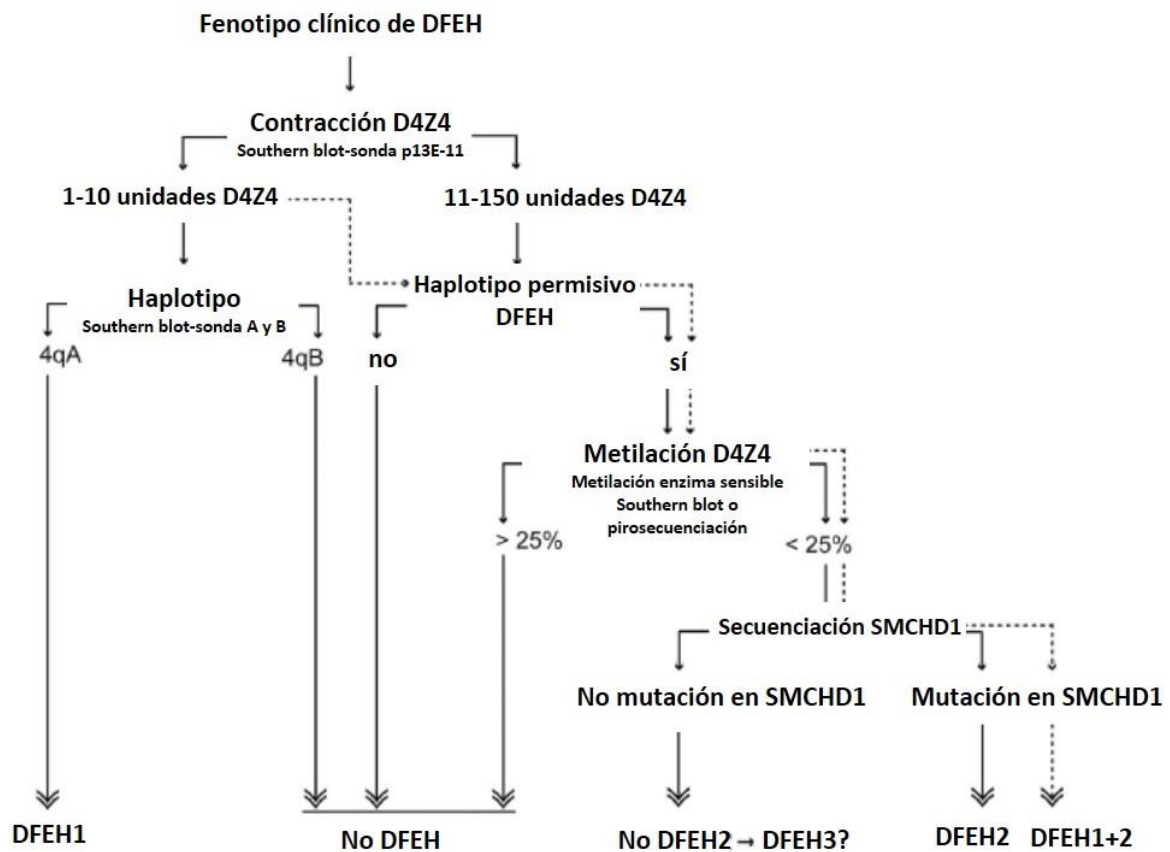 Fenotipo clínico de DFEH
Contracción D4Z4
Southern blot-sonda p13E-11
1-10 unidades D4Z4
11-150 unidades D4Z4
Haplotipo
Southern blot-sonda A y B
Haplotipo permisivo
DFEH
4qA
4qB
no
sí
Metilación D4Z4
Metilación enzima sensible
Southern blot o
pirosecuenciación
> 25%
< 25%
Secuenciación SMCHD1
No mutación en SMCHD1
Mutación en SMCHD1
DFEH1
No DFEH
No DFEH2 → DFEH3?
DFEH2
DFEH1+2